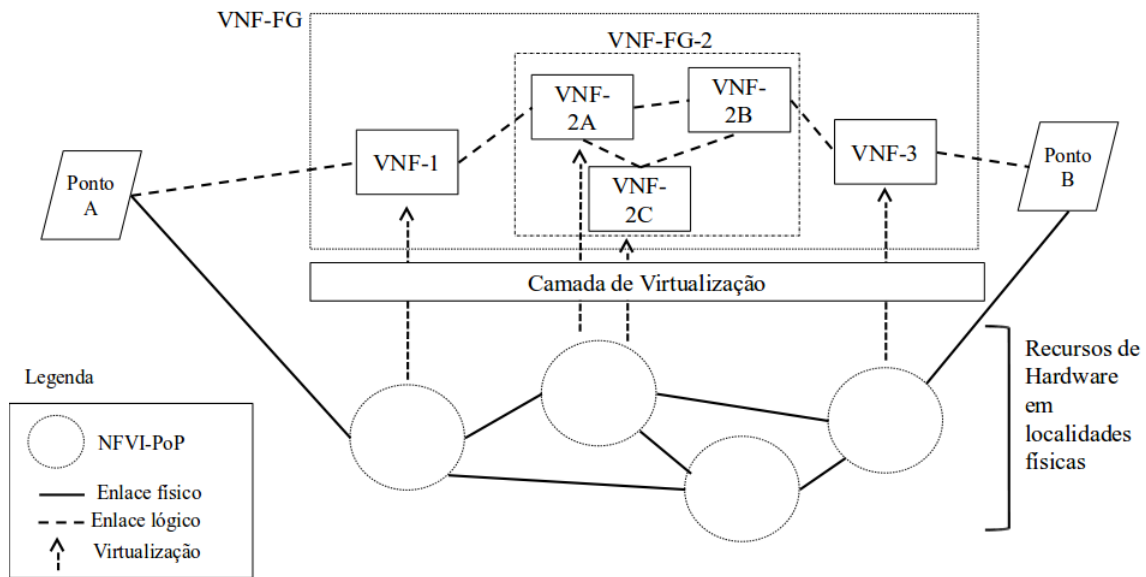 VNF-FG
VNF-FG-2
VNF-
2A
VNF-
2B
VNF-1
VNF-
2C
VNF-3
Ponto
A
Ponto
B
Camada de Virtualização
Recursos de
Hardware
em
localidades
físicas
Legenda
NFVI-PoP
Enlace físico
Enlace lógico
Virtualização